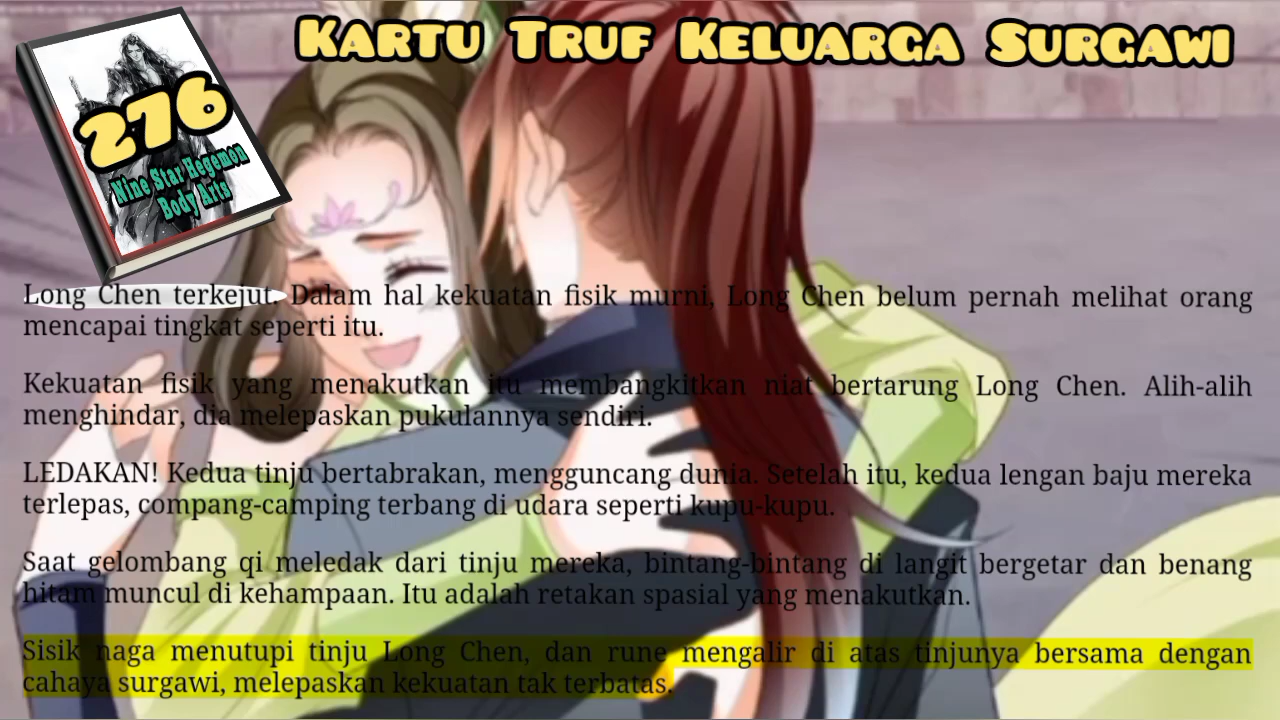 Kartu Truf Keluarga Surgawi
276
Nine Star Hegemon
Body Arts
Long Chen terkejut. Dalam hal kekuatan fisik murni, Long Chen belum pernah melihat orang
mencapai tingkat seperti itu.
Kekuatan fisik yang menakutkan itu membangkitkan niat bertarung Long Chen. Alih-alih
menghindar, dia melepaskan pukulannya sendiri.
LEDAKAN! Kedua tinju bertabrakan, mengguncang dunia. Setelah itu, kedua lengan baju mereka
terlepas, compang-camping terbang di udara seperti kupu-kupu.
Saat gelombang qi meledak dari tinju mereka, bintang-bintang di langit bergetar dan benang
hitam muncul di kehampaan. Itu adalah retakan spasial yang menakutkan.
Sisik naga menutupi tinju Long Chen, dan rune mengalir di atas tinjunya bersama dengan
cahaya surgawi, melepaskan kekuatan tak terbatas.